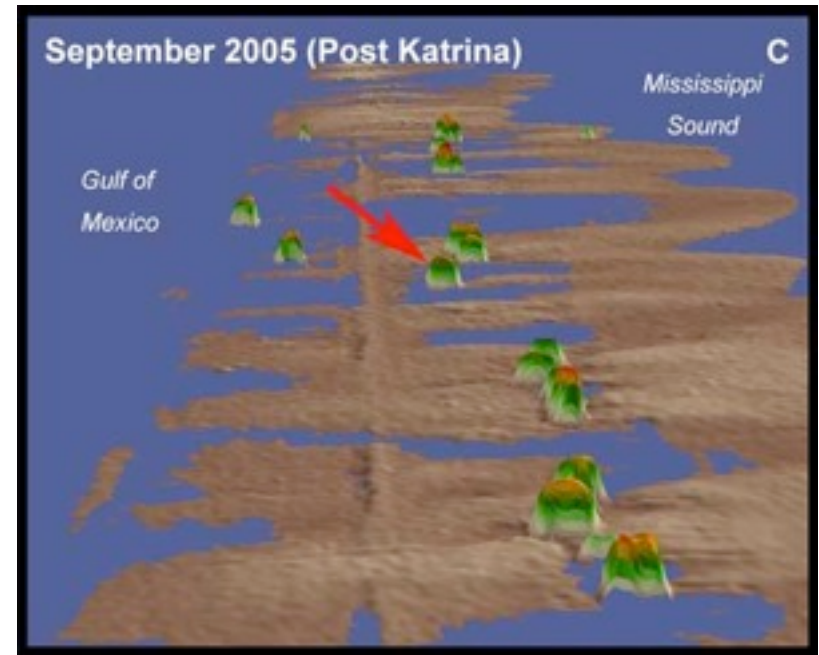 September 2005 (Post Katrina)
C
Mississippi
Sound
Gulf of
Mexico